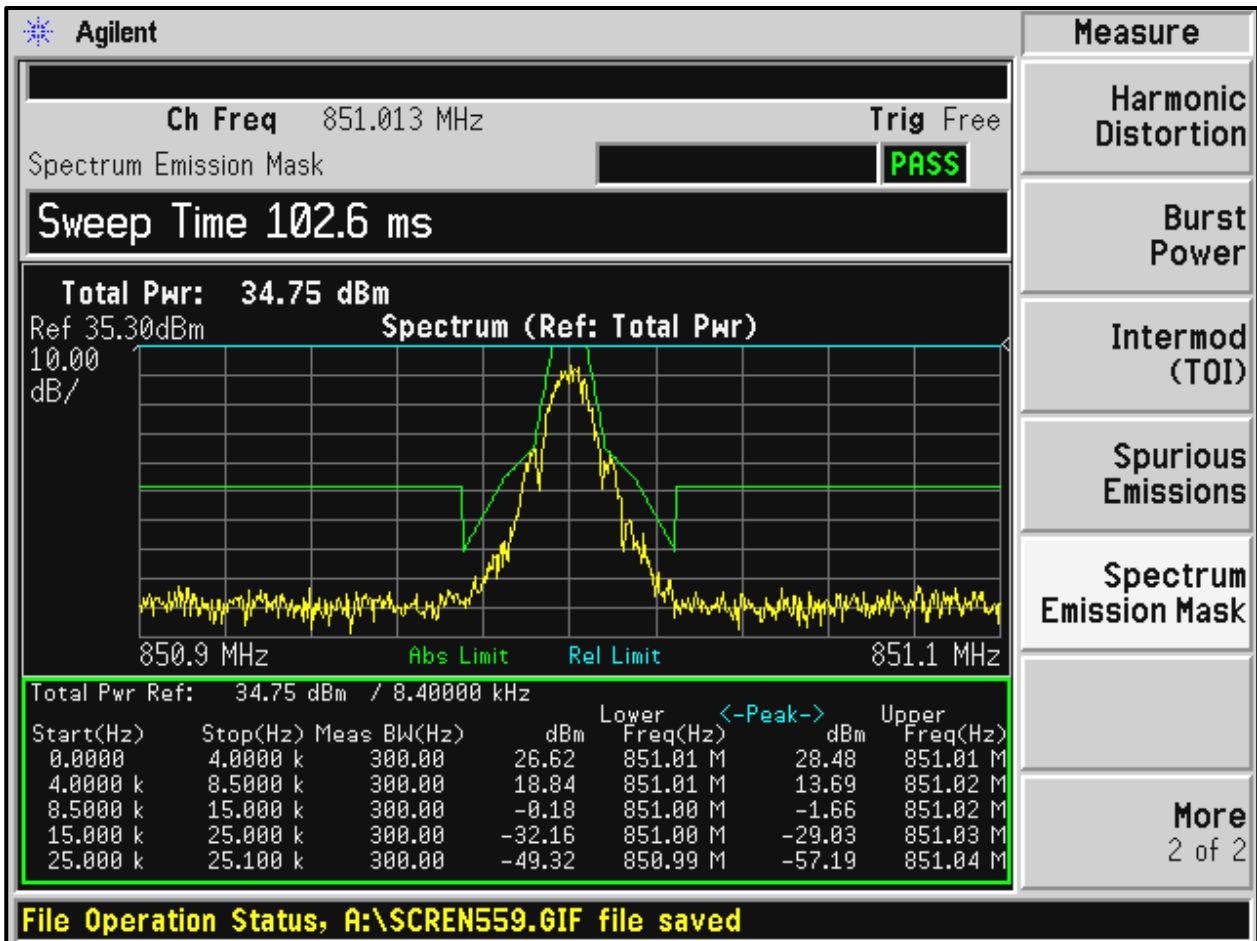 Agilent
Ch Freq 851.013 MHz Trig Free
Spectrum Emission Mask PASS
Sweep Time 102.6 ms
Total Pwr: 34.75 dBm
Ref 35.30dBm Spectrum (Ref: Total Pwr)
10.00
dB/
850.9 MHz Abs Limit Rel Limit 851.1 MHz
Total Pwr Ref: 34.75 dBm / 8.40000 kHz
Lower <-Peak-> Upper
Start(Hz) Stop(Hz) Meas BW(Hz) dBm Freq(Hz) dBm Freq(Hz)
0.0000 4.0000 k 300.00 26.62 851.01 M 28.48 851.01 M
4.0000 k 8.5000 k 300.00 18.84 851.01 M 13.69 851.02 M
8.5000 k 15.000 k 300.00 -0.18 851.00 M -1.66 851.02 M
15.000 k 25.000 k 300.00 -32.16 851.00 M -29.03 851.03 M
25.000 k 25.100 k 300.00 -49.32 850.99 M -57.19 851.04 M
File Operation Status, A:\SCREN559.GIF file saved
Measure
Harmonic
Distortion
Burst
Power
Intermod
(TOI)
Spurious
Emissions
Spectrum
Emission Mask
More
2 of 2